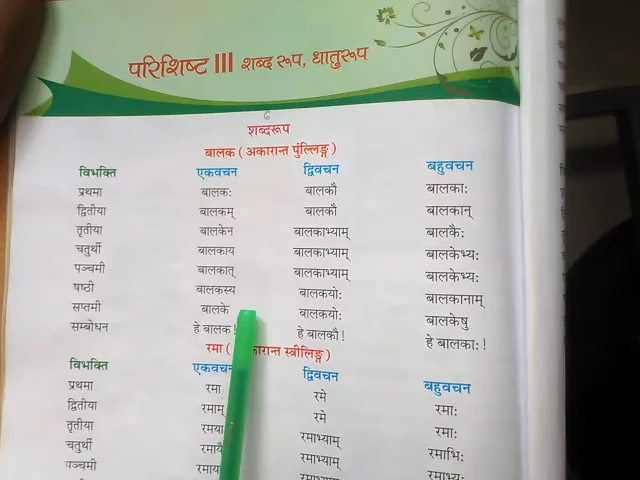 परिशिष्ट III शब्द रूप, धातुरूप
शब्दरूप
बालक ( अकारान्त पुंल्लिङ्ग )
विभक्ति एकवचन द्विवचन बहुवचन
प्रथमा बालक: बालकौ बालका:
द्वितीया बालकम् बालकौ बालकान्
तृतीया बालकेन बालकाभ्याम् बालकै:
चतुर्थी बालकाय बालकाभ्याम् बालकेभ्य:
पञ्चमी बालकात् बालकाभ्याम् बालकेभ्य:
षष्ठी बालकस्य बालकयो: बालकानाम्
सप्तमी बालके बालकयो: बालकेषु
सम्बोधन हे बालक! हे बालकौ! हे बालका:!
रमा ( कारान्त स्त्रीलिङ्ग )
विभक्ति एकवचन द्विवचन बहुवचन
प्रथमा रमा रमे रमा:
द्वितीया रमाम् रमे रमा:
तृतीया रमया रमाभ्याम् रमाभि:
चतुर्थी रमाभ्याम् रमाभ्य:
पञ्चमी